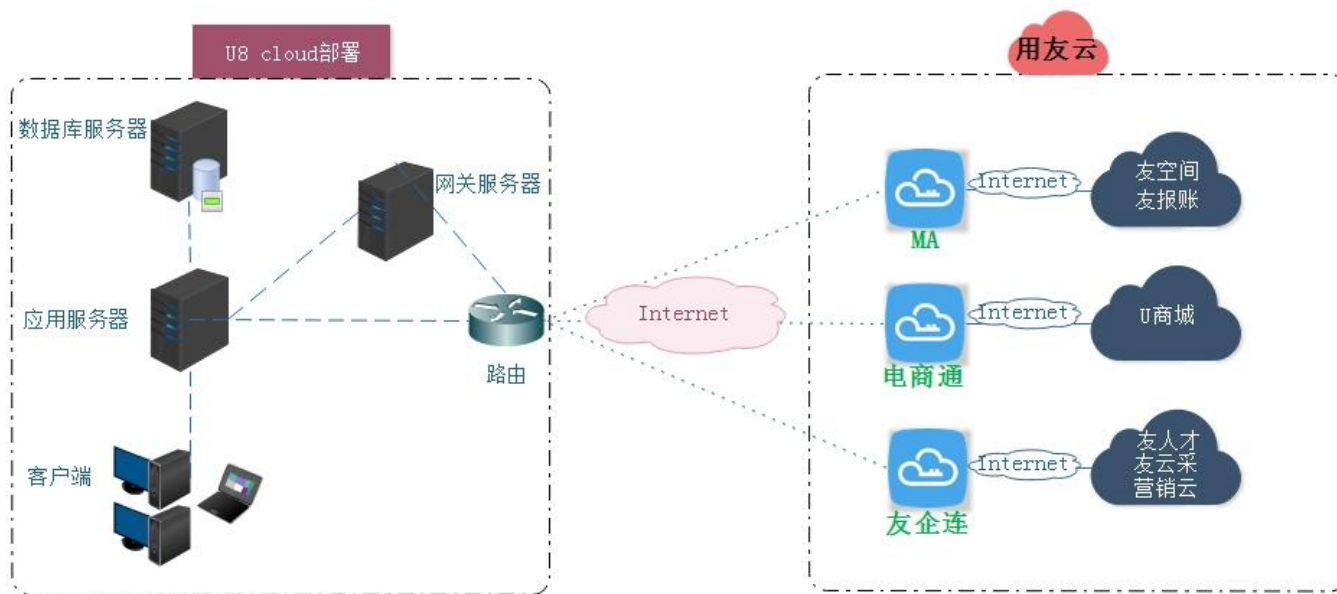 U8 cloud部署
用友云
数据库服务器
网关服务器
应用服务器
路由
客户端
Internet
MA
Internet
友空间
友报账
电商通
Internet
U商城
友企连
Internet
友人才
友云采
营销云